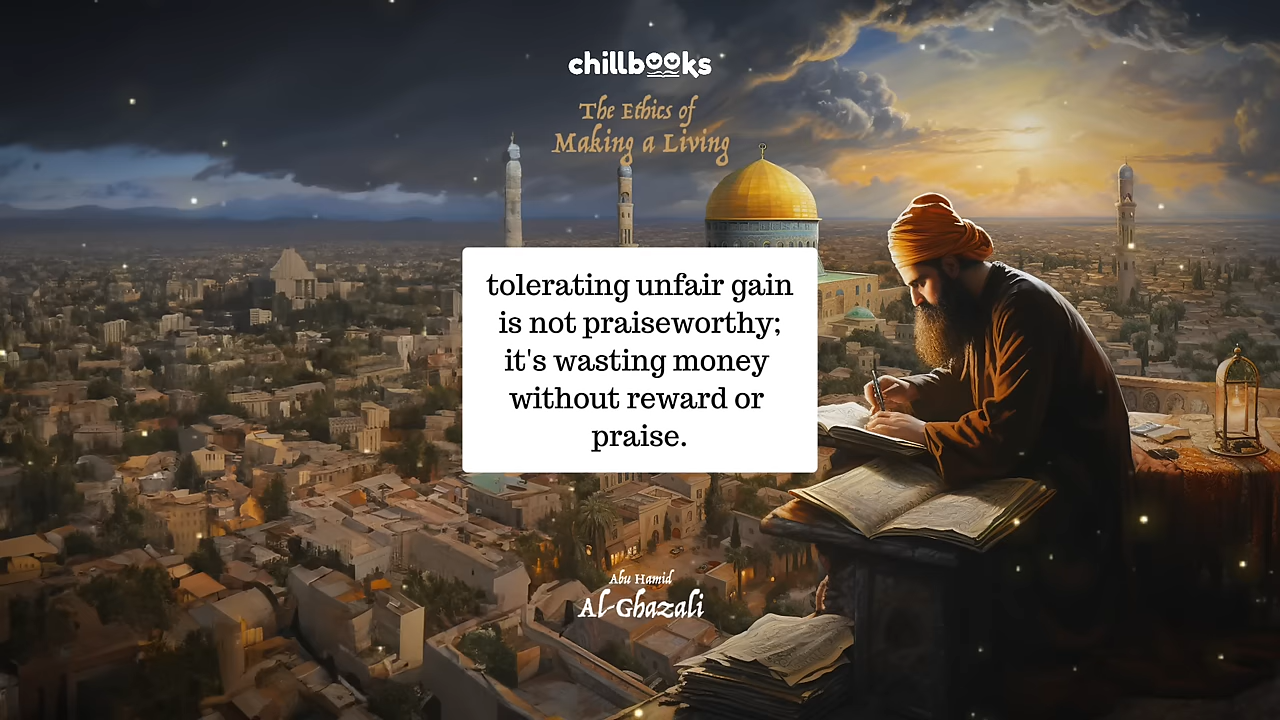 chillbooks
The Ethics of
Making a Living
tolerating unfair gain
is not praiseworthy;
it's wasting money
without reward or
praise.
Abu Hamid
Al-Ghazali